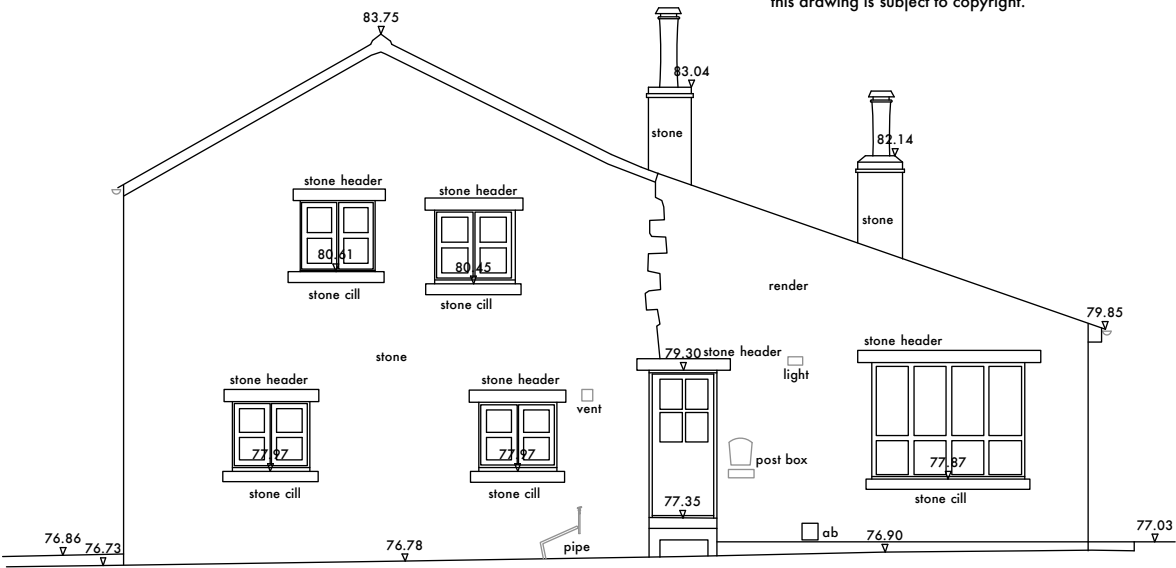 this drawing is subject to copyright.
83.75
83.04
stone
82.14
stone header
stone header
stone
80.61
80.45
stone cill
stone cill
render
79.85
stone
79.30
stone header
stone header
light
stone header
stone header
vent
77.97
77.97
post box
77.87
stone cill
stone cill
stone cill
77.35
76.86
76.73
76.78
pipe
ab
76.90
77.03